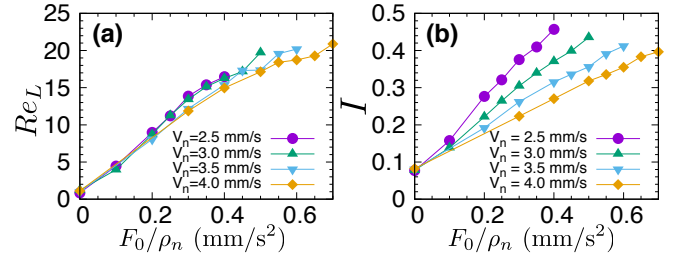 (a)
Re_L
25
20
15
10
5
0
V_n=2.5 mm/s
V_n=3.0 mm/s
V_n=3.5 mm/s
V_n=4.0 mm/s
0 0.2 0.4 0.6
F_0/ρ_n (mm/s²)
(b)
I
0.5
0.4
0.3
0.2
0.1
0
V_n = 2.5 mm/s
V_n = 3.0 mm/s
V_n = 3.5 mm/s
V_n = 4.0 mm/s
0 0.2 0.4 0.6
F_0/ρ_n (mm/s²)